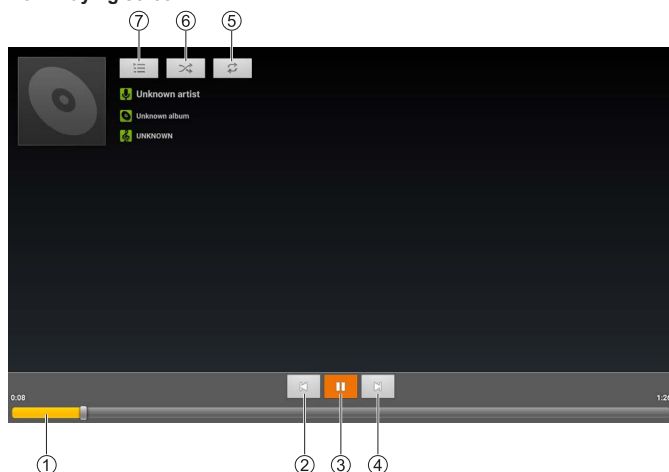 ⑦ ⑥ ⑤
Unknown artist
Unknown album
UNKNOWN
0:08
① ② ③ ④